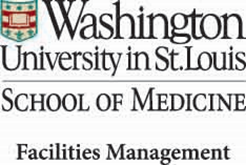 Washington
University in St. Louis
SCHOOL OF MEDICINE
Facilities Management